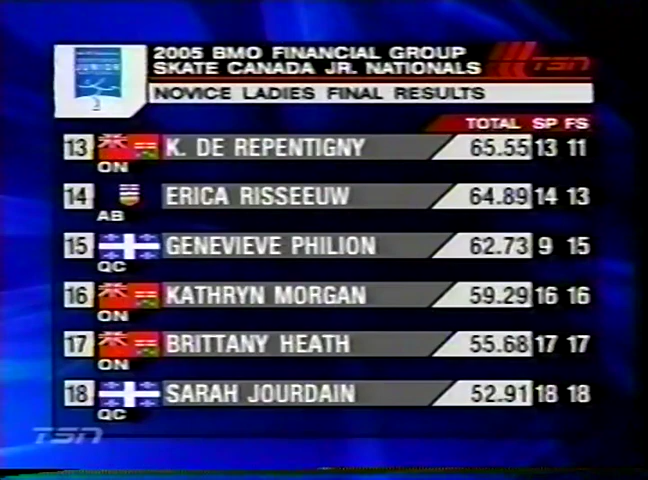 2005 BMO FINANCIAL GROUP
SKATE CANADA JR. NATIONALS
TSN
JUNIOR
NOVICE LADIES FINAL RESULTS
TOTAL SP FS
13 K. DE REPENTIGNY 65.55 13 11
ON
14 ERICA RISSEEUW 64.89 14 13
AB
15 GENEVIEVE PHILION 62.73 9 15
QC
16 KATHRYN MORGAN 59.29 16 16
ON
17 BRITTANY HEATH 55.68 17 17
ON
18 SARAH JOURDAIN 52.91 18 18
QC
TSN